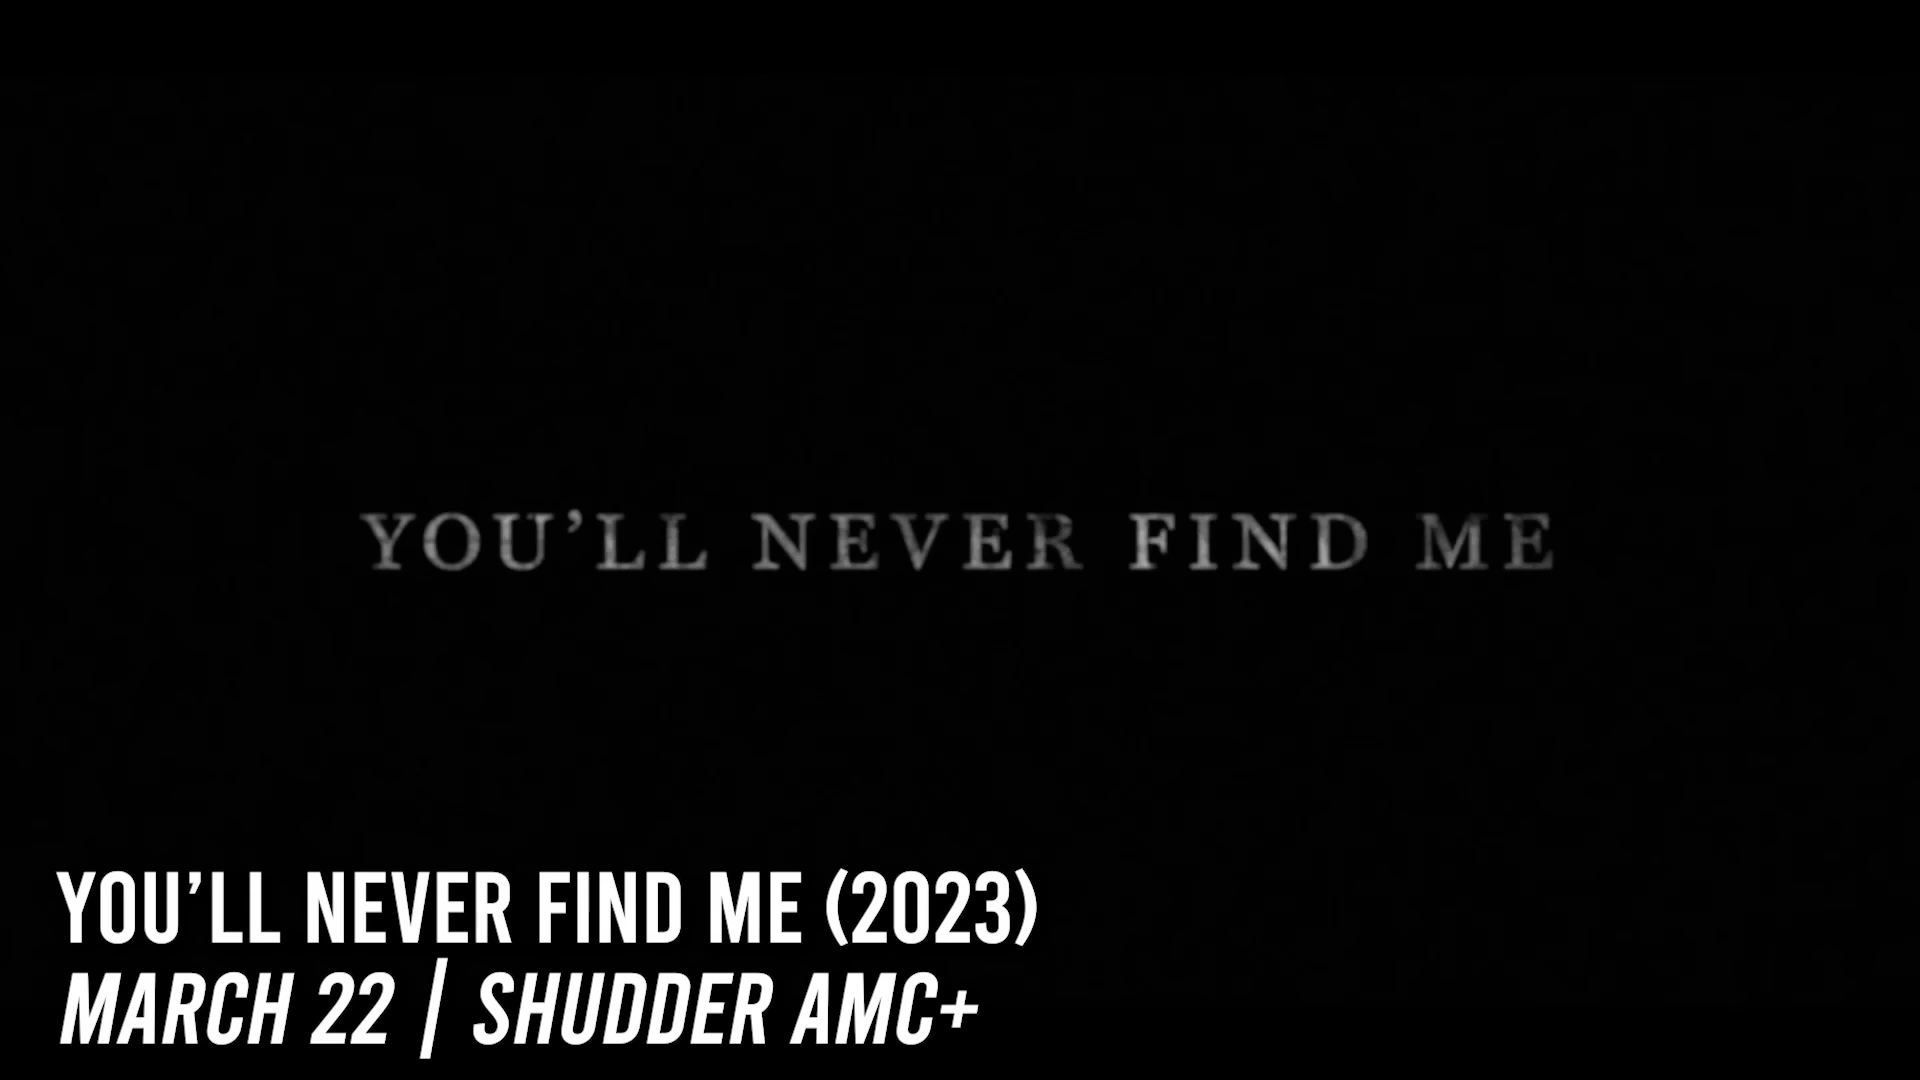 YOU’LL NEVER FIND ME
YOU’LL NEVER FIND ME (2023)
MARCH 22 | SHUDDER AMC+